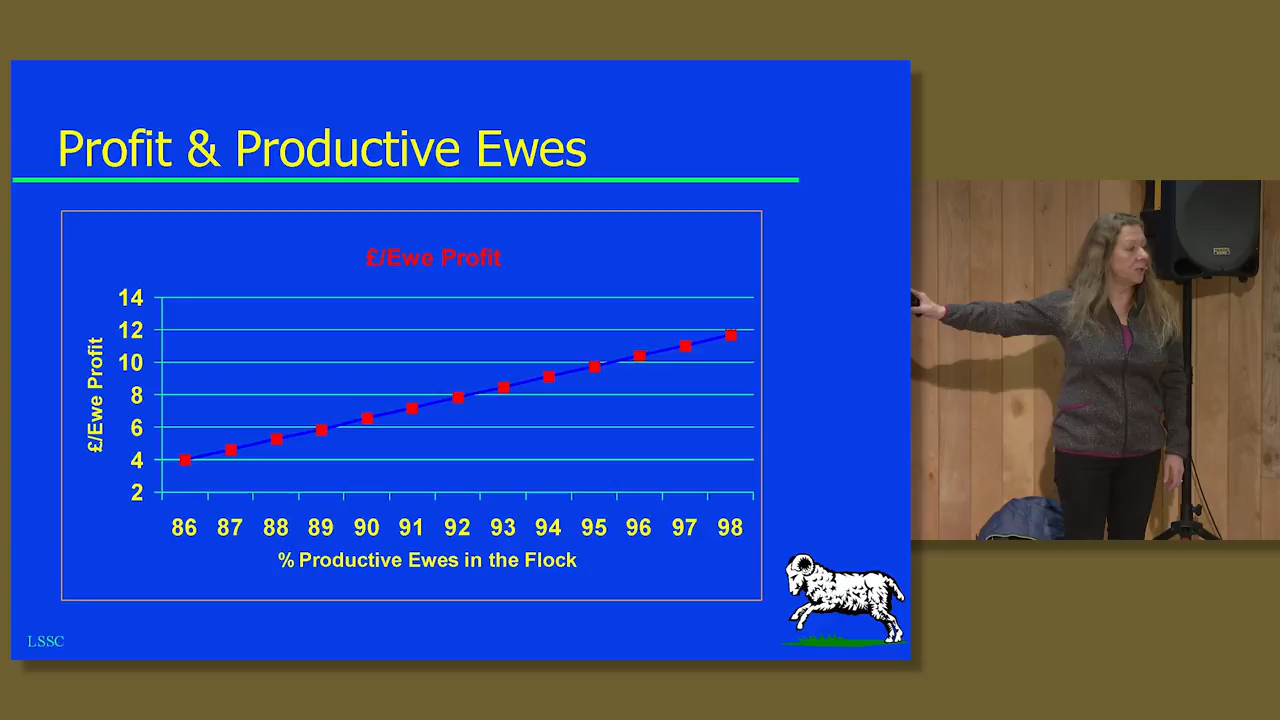 Profit & Productive Ewes
£/Ewe Profit
£/Ewe Profit
14
12
10
8
6
4
2
86 87 88 89 90 91 92 93 94 95 96 97 98
% Productive Ewes in the Flock
LSSC